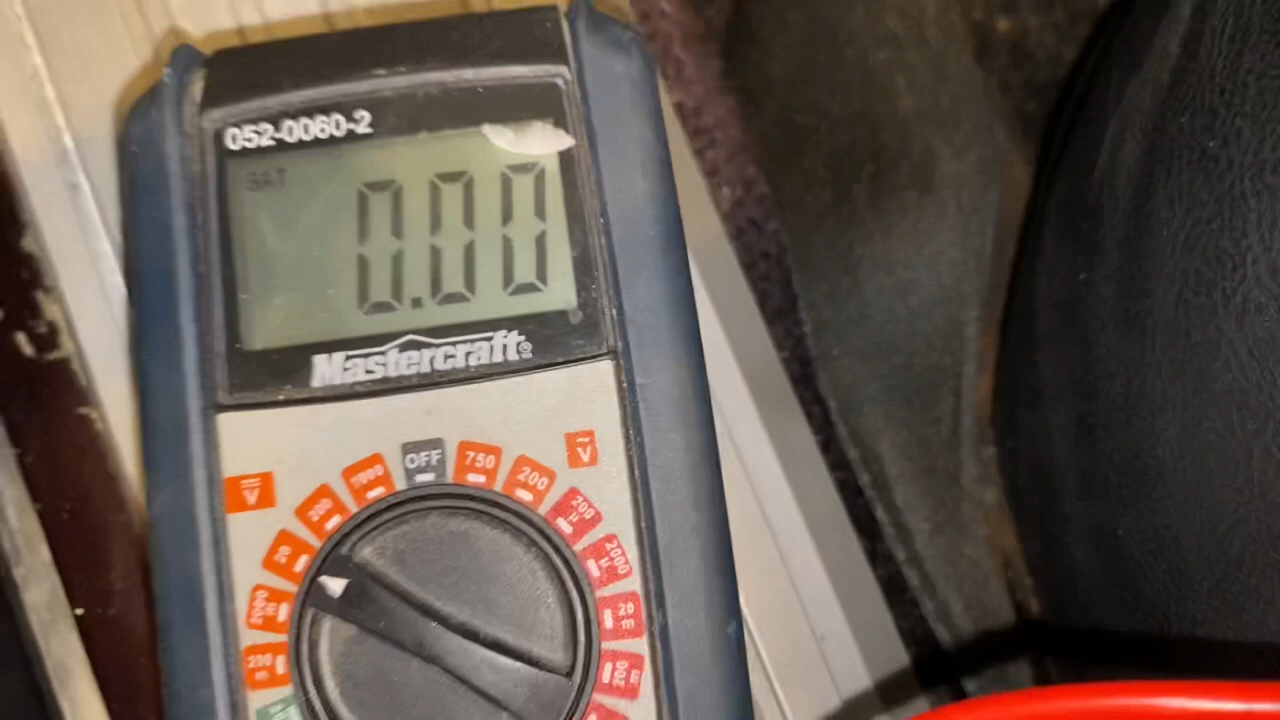 052-0060-2
BAT
0.00
Mastercraft®
OFF
750
200
V
V
1000
200
20
2000
m
200
m
200
µ
2000
µ
20
m
200
m